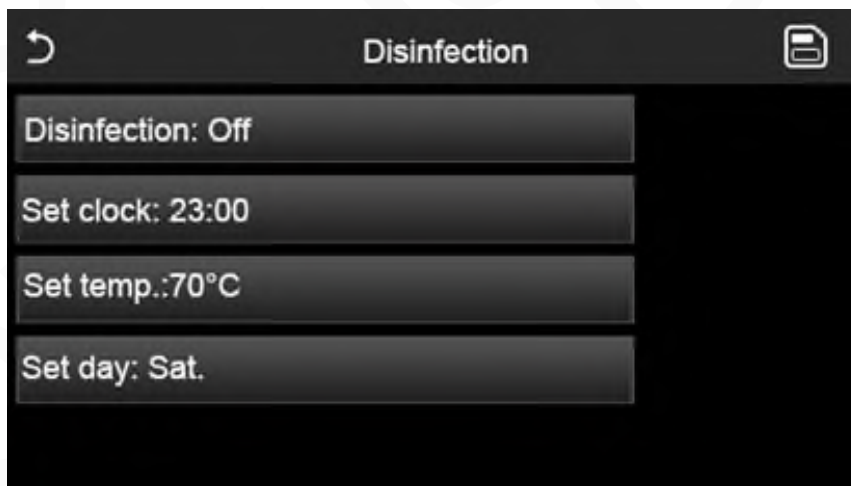 Disinfection
Disinfection: Off
Set clock: 23:00
Set temp.:70°C
Set day: Sat.